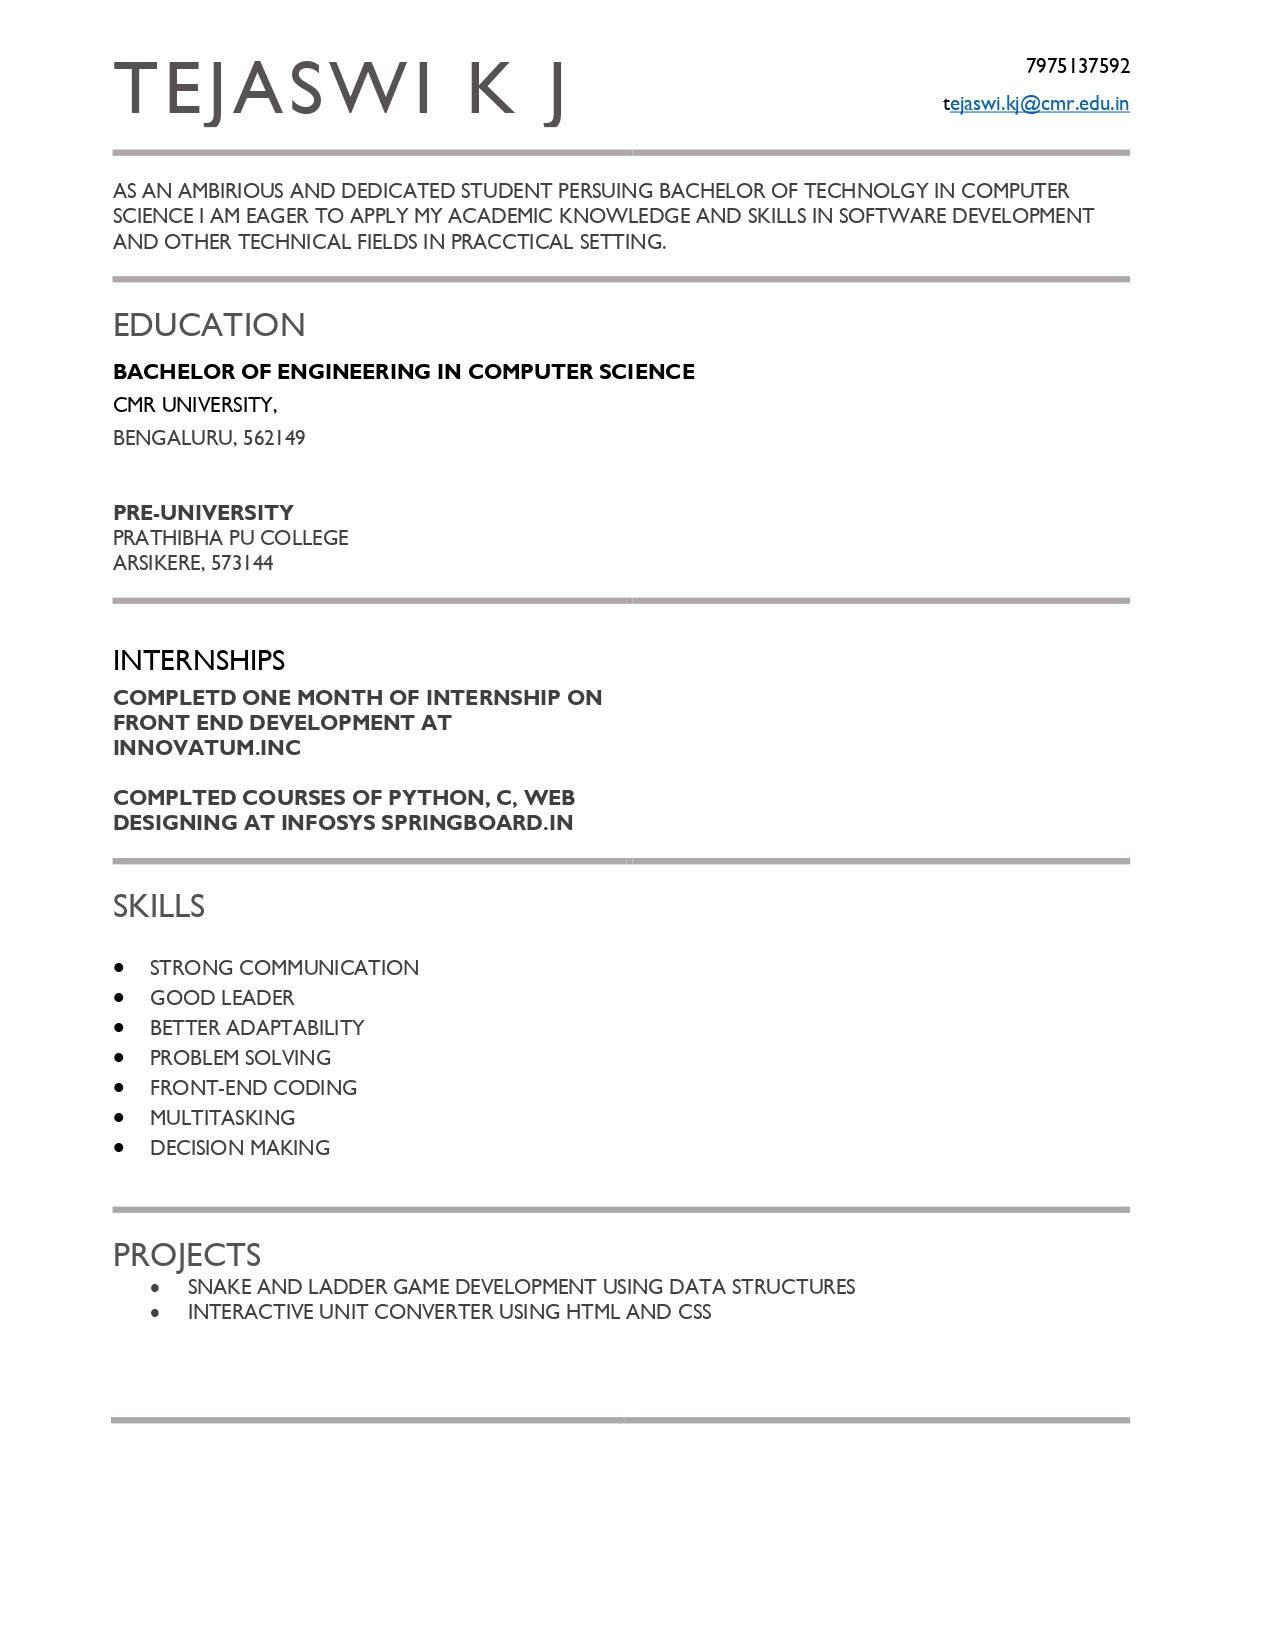 TEJASWI K J
7975137592
tejaswi.kj@cmr.edu.in
AS AN AMBIRIOUS AND DEDICATED STUDENT PERSUING BACHELOR OF TECHNOLGY IN COMPUTER
SCIENCE I AM EAGER TO APPLY MY ACADEMIC KNOWLEDGE AND SKILLS IN SOFTWARE DEVELOPMENT
AND OTHER TECHNICAL FIELDS IN PRACCTICAL SETTING.
EDUCATION
BACHELOR OF ENGINEERING IN COMPUTER SCIENCE
CMR UNIVERSITY,
BENGALURU, 562149
PRE-UNIVERSITY
PRATHIBHA PU COLLEGE
ARSIKERE, 573144
INTERNSHIPS
COMPLETD ONE MONTH OF INTERNSHIP ON
FRONT END DEVELOPMENT AT
INNOVATUM.INC
COMPLTED COURSES OF PYTHON, C, WEB
DESIGNING AT INFOSYS SPRINGBOARD.IN
SKILLS
• STRONG COMMUNICATION
• GOOD LEADER
• BETTER ADAPTABILITY
• PROBLEM SOLVING
• FRONT-END CODING
• MULTITASKING
• DECISION MAKING
PROJECTS
• SNAKE AND LADDER GAME DEVELOPMENT USING DATA STRUCTURES
• INTERACTIVE UNIT CONVERTER USING HTML AND CSS